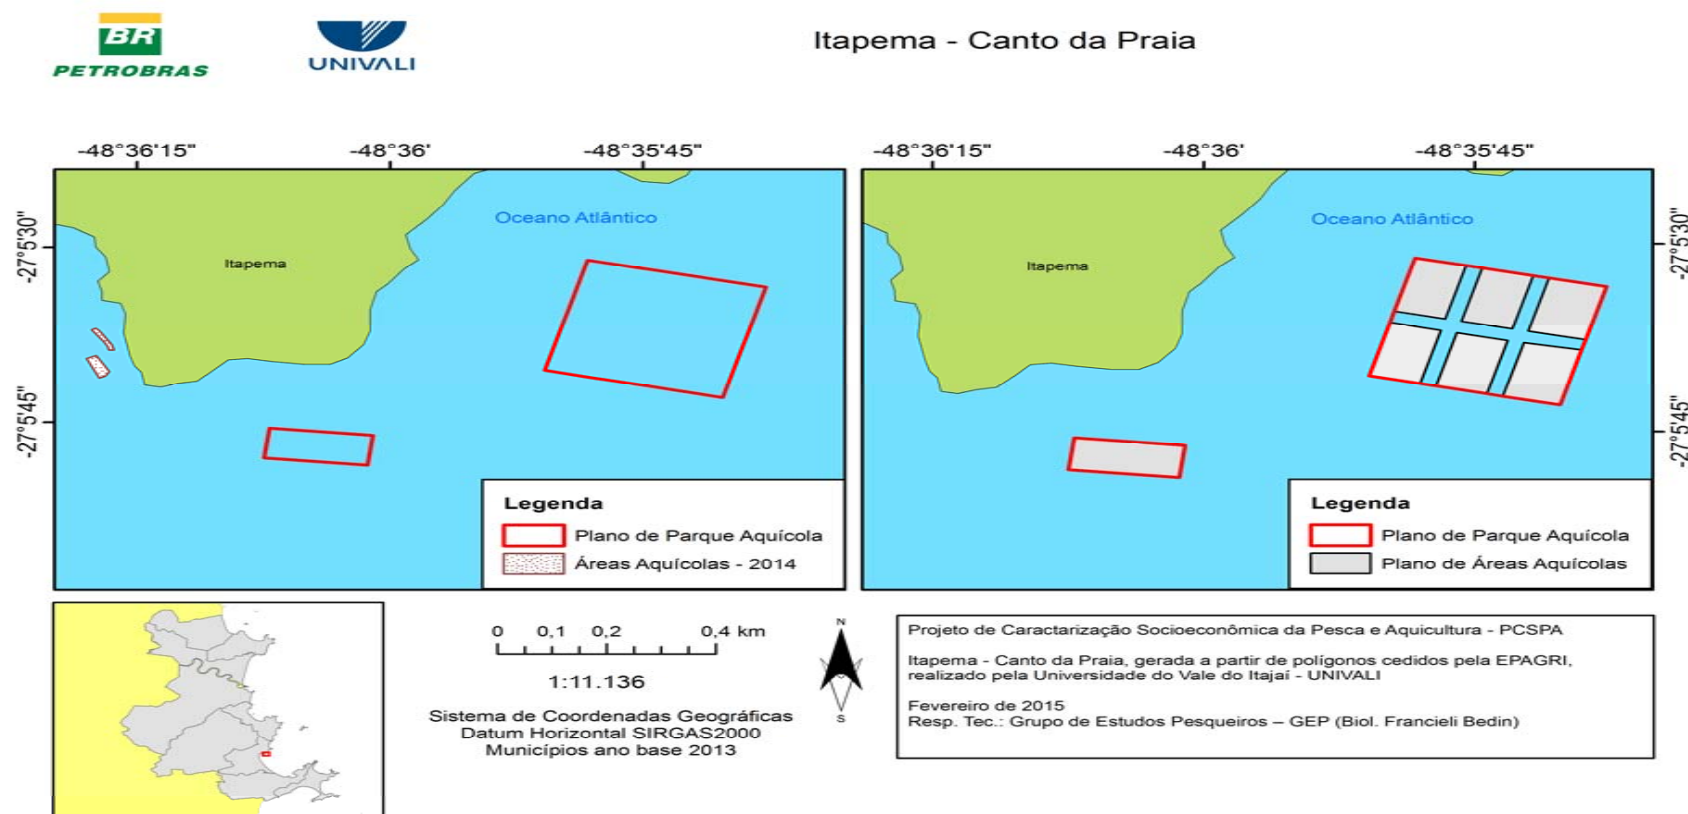 BR
PETROBRAS
UNIVALI
Itapema - Canto da Praia
-48°36'15"
-48°36'
-48°35'45"
-27°5'30"
-27°5'45"
Oceano Atlântico
Itapema
Legenda
Plano de Parque Aquícola
Áreas Aquícolas - 2014
-48°36'15"
-48°36'
-48°35'45"
-27°5'30"
-27°5'45"
Oceano Atlântico
Itapema
Legenda
Plano de Parque Aquícola
Plano de Áreas Aquícolas
0 0,1 0,2 0,4 km
1:11.136
Sistema de Coordenadas Geográficas
Datum Horizontal SIRGAS2000
Municípios ano base 2013
N
S
Projeto de Caractarização Socioeconômica da Pesca e Aquicultura - PCSPA
Itapema - Canto da Praia, gerada a partir de polígonos cedidos pela EPAGRI,
realizado pela Universidade do Vale do Itajaí - UNIVALI
Fevereiro de 2015
Resp. Tec.: Grupo de Estudos Pesqueiros – GEP (Biol. Francieli Bedin)